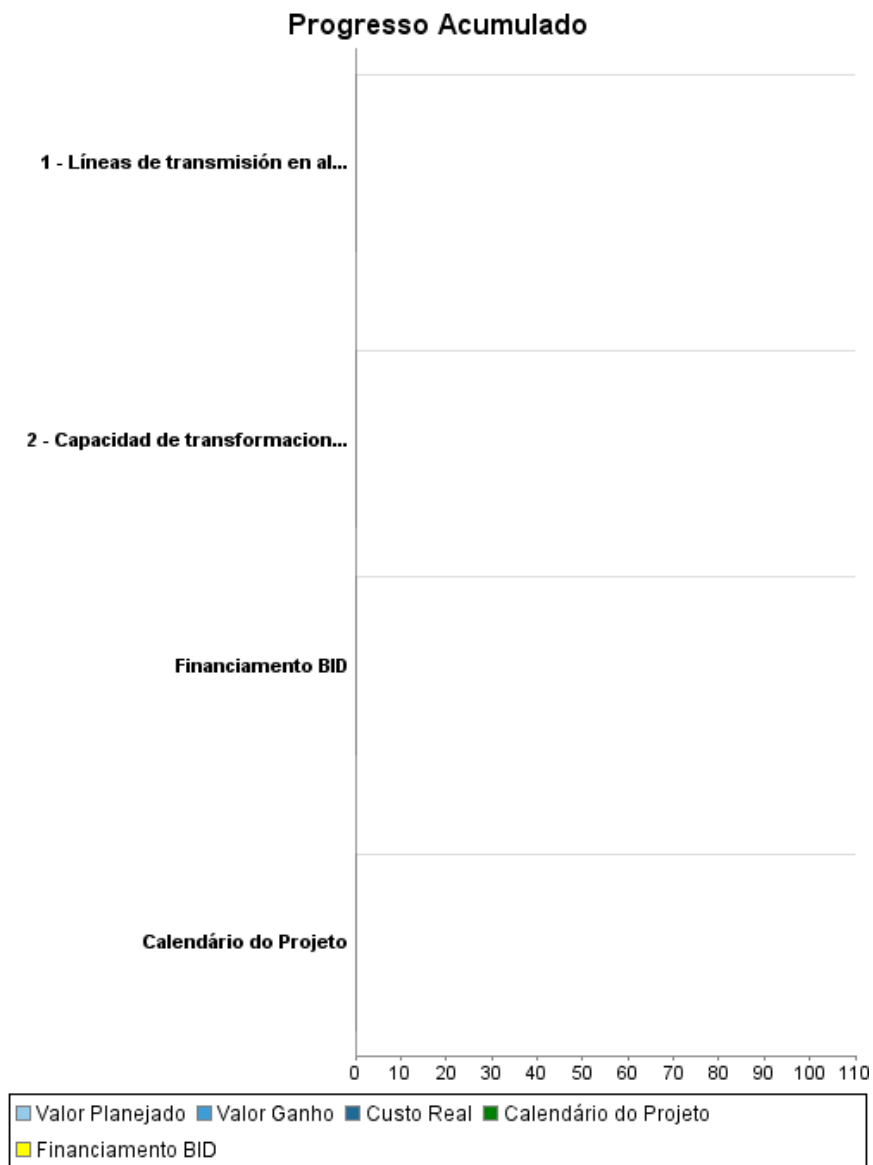 Progresso Acumulado
1 - Líneas de transmisión en al...
2 - Capacidad de transformacion...
Financiamento BID
Calendário do Projeto
0 10 20 30 40 50 60 70 80 90 100 110
Valor Planejado Valor Ganho Custo Real Calendário do Projeto
Financiamento BID